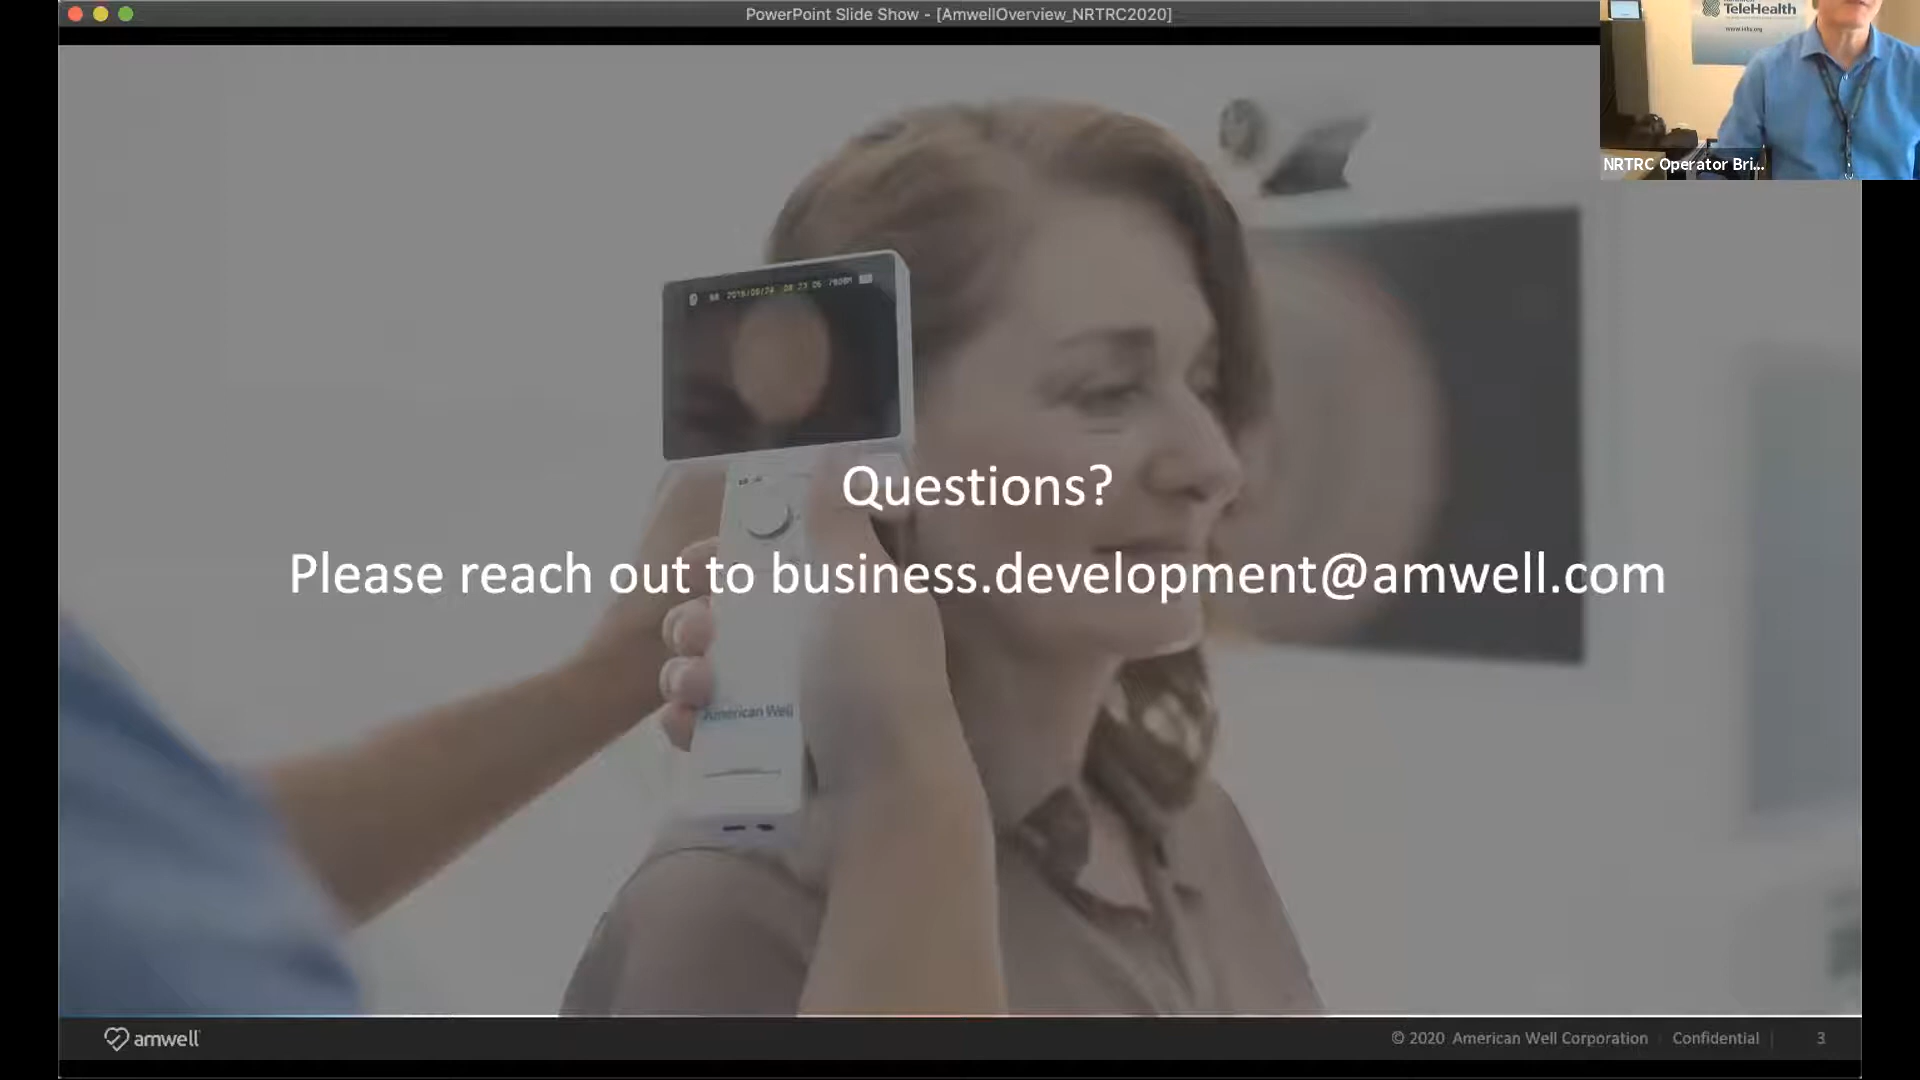 PowerPoint Slide Show - [AmwellOverview_NRTRC2020]
TeleHealth
NRTRC Operator Bri...
Questions?
Please reach out to business.development@amwell.com
American Well
amwell
© 2020 American Well Corporation
Confidential
3